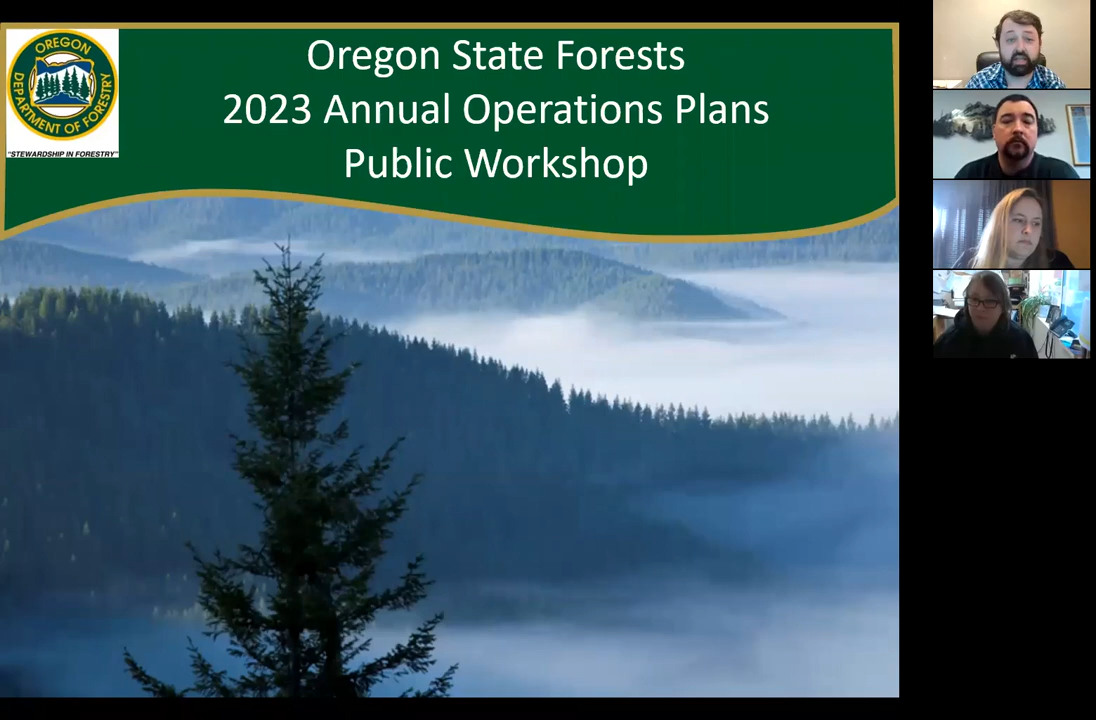 OREGON
DEPARTMENT OF FORESTRY
"STEWARDSHIP IN FORESTRY"
Oregon State Forests
2023 Annual Operations Plans
Public Workshop